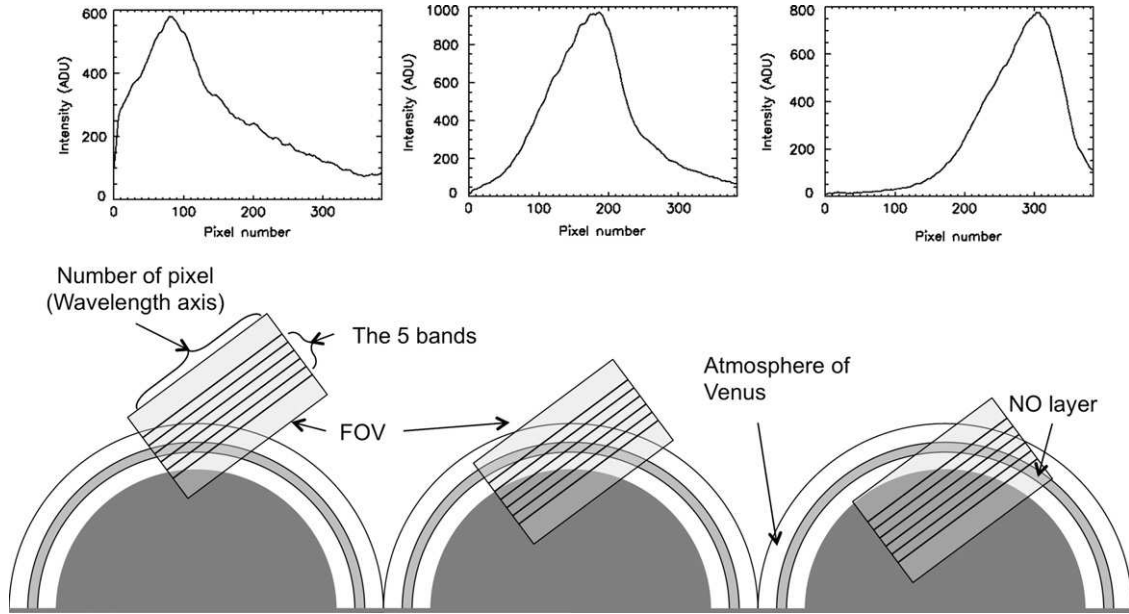 600
400
200
0
Intensity (ADU)
0 100 200 300
Pixel number
1000
800
600
400
200
0
Intensity (ADU)
0 100 200 300
Pixel number
800
600
400
200
0
Intensity (ADU)
0 100 200 300
Pixel number
Number of pixel
(Wavelength axis)
The 5 bands
FOV
Atmosphere of
Venus
NO layer